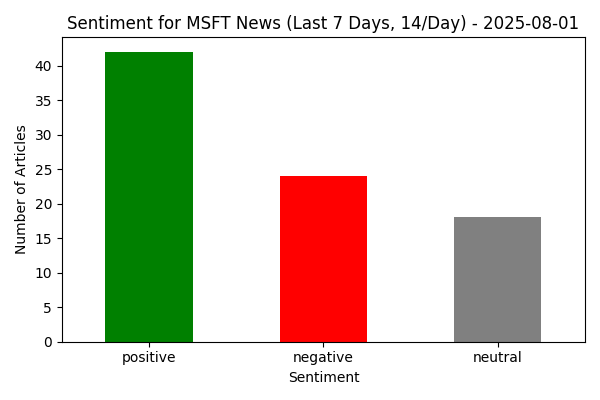 Sentiment for MSFT News (Last 7 Days, 14/Day) - 2025-08-01
Number of Articles
40
35
30
25
20
15
10
5
0
positive negative neutral
Sentiment